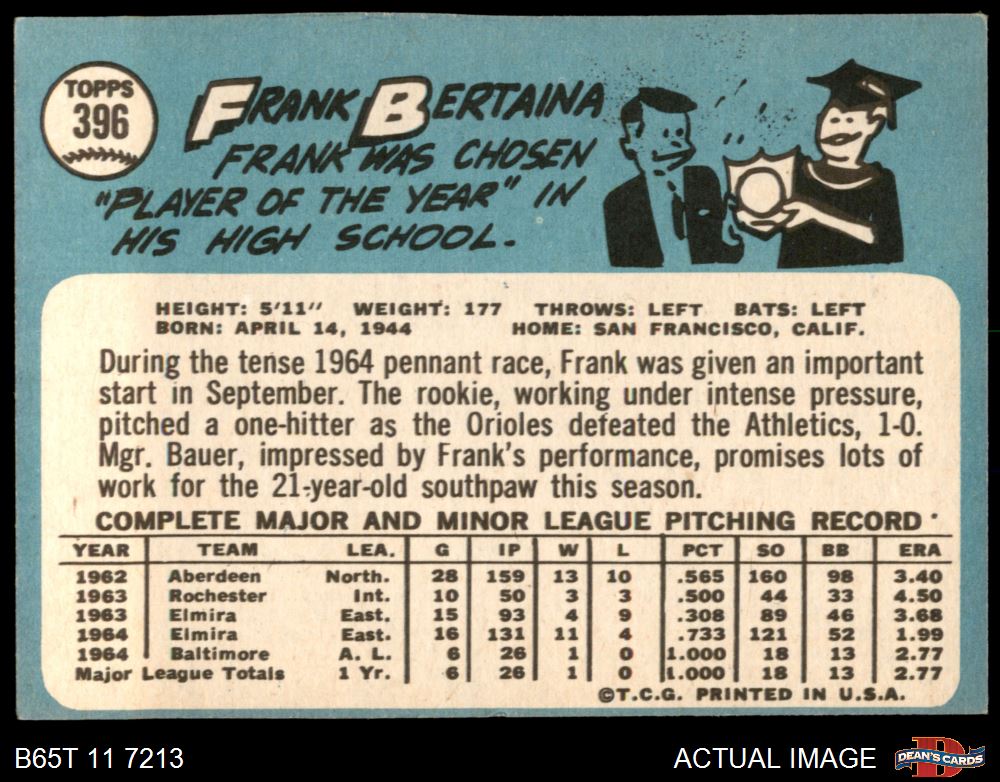 TOPPS
396
FRANK BERTAINA
FRANK WAS CHOSEN
"PLAYER OF THE YEAR" IN
HIS HIGH SCHOOL.
HEIGHT: 5'11" WEIGHT: 177 THROWS: LEFT BATS: LEFT
BORN: APRIL 14, 1944 HOME: SAN FRANCISCO, CALIF.
During the tense 1964 pennant race, Frank was given an important
start in September. The rookie, working under intense pressure,
pitched a one-hitter as the Orioles defeated the Athletics, 1-0.
Mgr. Bauer, impressed by Frank's performance, promises lots of
work for the 21-year-old southpaw this season.
COMPLETE MAJOR AND MINOR LEAGUE PITCHING RECORD
YEAR TEAM LEA. G IP W L PCT SO BB ERA
1962 Aberdeen North. 28 159 13 10 .565 160 98 3.40
1963 Rochester Int. 10 50 3 3 .500 44 33 4.50
1963 Elmira East. 15 93 4 9 .308 89 46 3.68
1964 Elmira East. 16 131 11 4 .733 121 52 1.99
1964 Baltimore A. L. 6 26 1 0 1.000 18 13 2.77
Major League Totals 1 Yr. 6 26 1 0 1.000 18 13 2.77
©T.C.G. PRINTED IN U.S.A.
B65T 11 7213 ACTUAL IMAGE DEAN'S CARDS